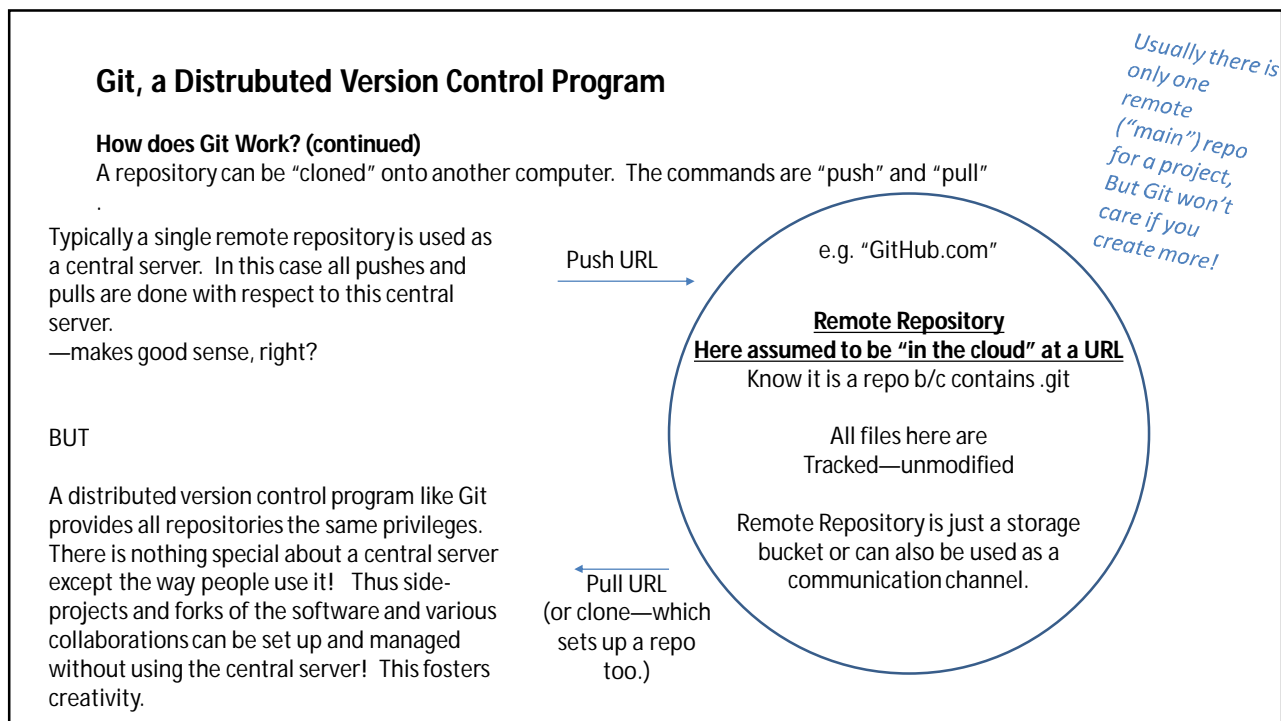 Git, a Distrubuted Version Control Program
How does Git Work? (continued)
A repository can be “cloned” onto another computer. The commands are “push” and “pull”
.
Typically a single remote repository is used as
a central server. In this case all pushes and
pulls are done with respect to this central
server.
—makes good sense, right?
BUT
A distributed version control program like Git
provides all repositories the same privileges.
There is nothing special about a central server
except the way people use it! Thus side-
projects and forks of the software and various
collaborations can be set up and managed
without using the central server! This fosters
creativity.
Push URL
Pull URL
(or clone—which
sets up a repo
too.)
e.g. “GitHub.com”
Remote Repository
Here assumed to be “in the cloud” at a URL
Know it is a repo b/c contains .git
All files here are
Tracked—unmodified
Remote Repository is just a storage
bucket or can also be used as a
communication channel.
Usually there is
only one
remote
(“main”) repo
for a project,
But Git won’t
care if you
create more!